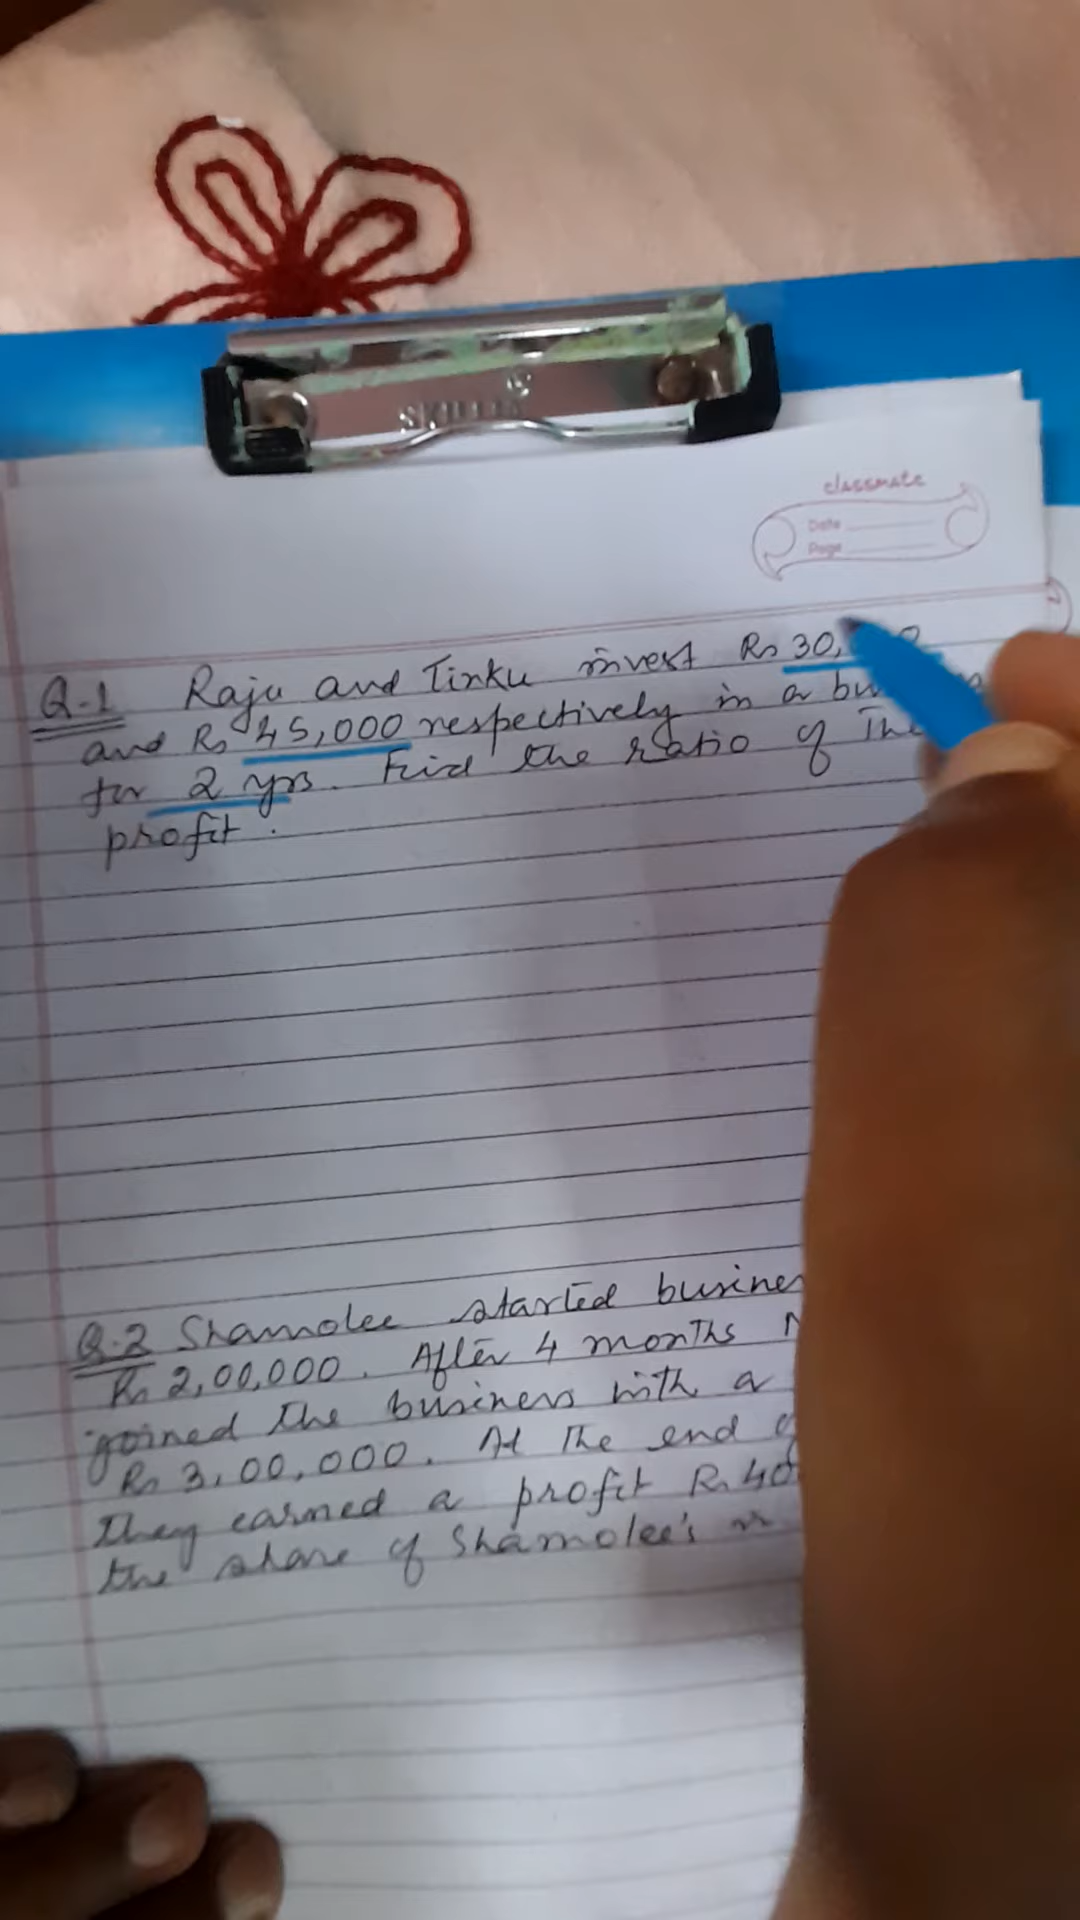 SKILLEX
classmate
Date
Page
Q-1 Raju and Tinku invest Rs 30,
and Rs 45,000 respectively in a bu
for 2 yrs. Find the ratio of the
profit.
Q.2 Shamolee started busines
Rs 2,00,000. After 4 months
joined the business with a
Rs 3,00,000. At the end
They earned a profit Rs 40
the share of Shamolee's